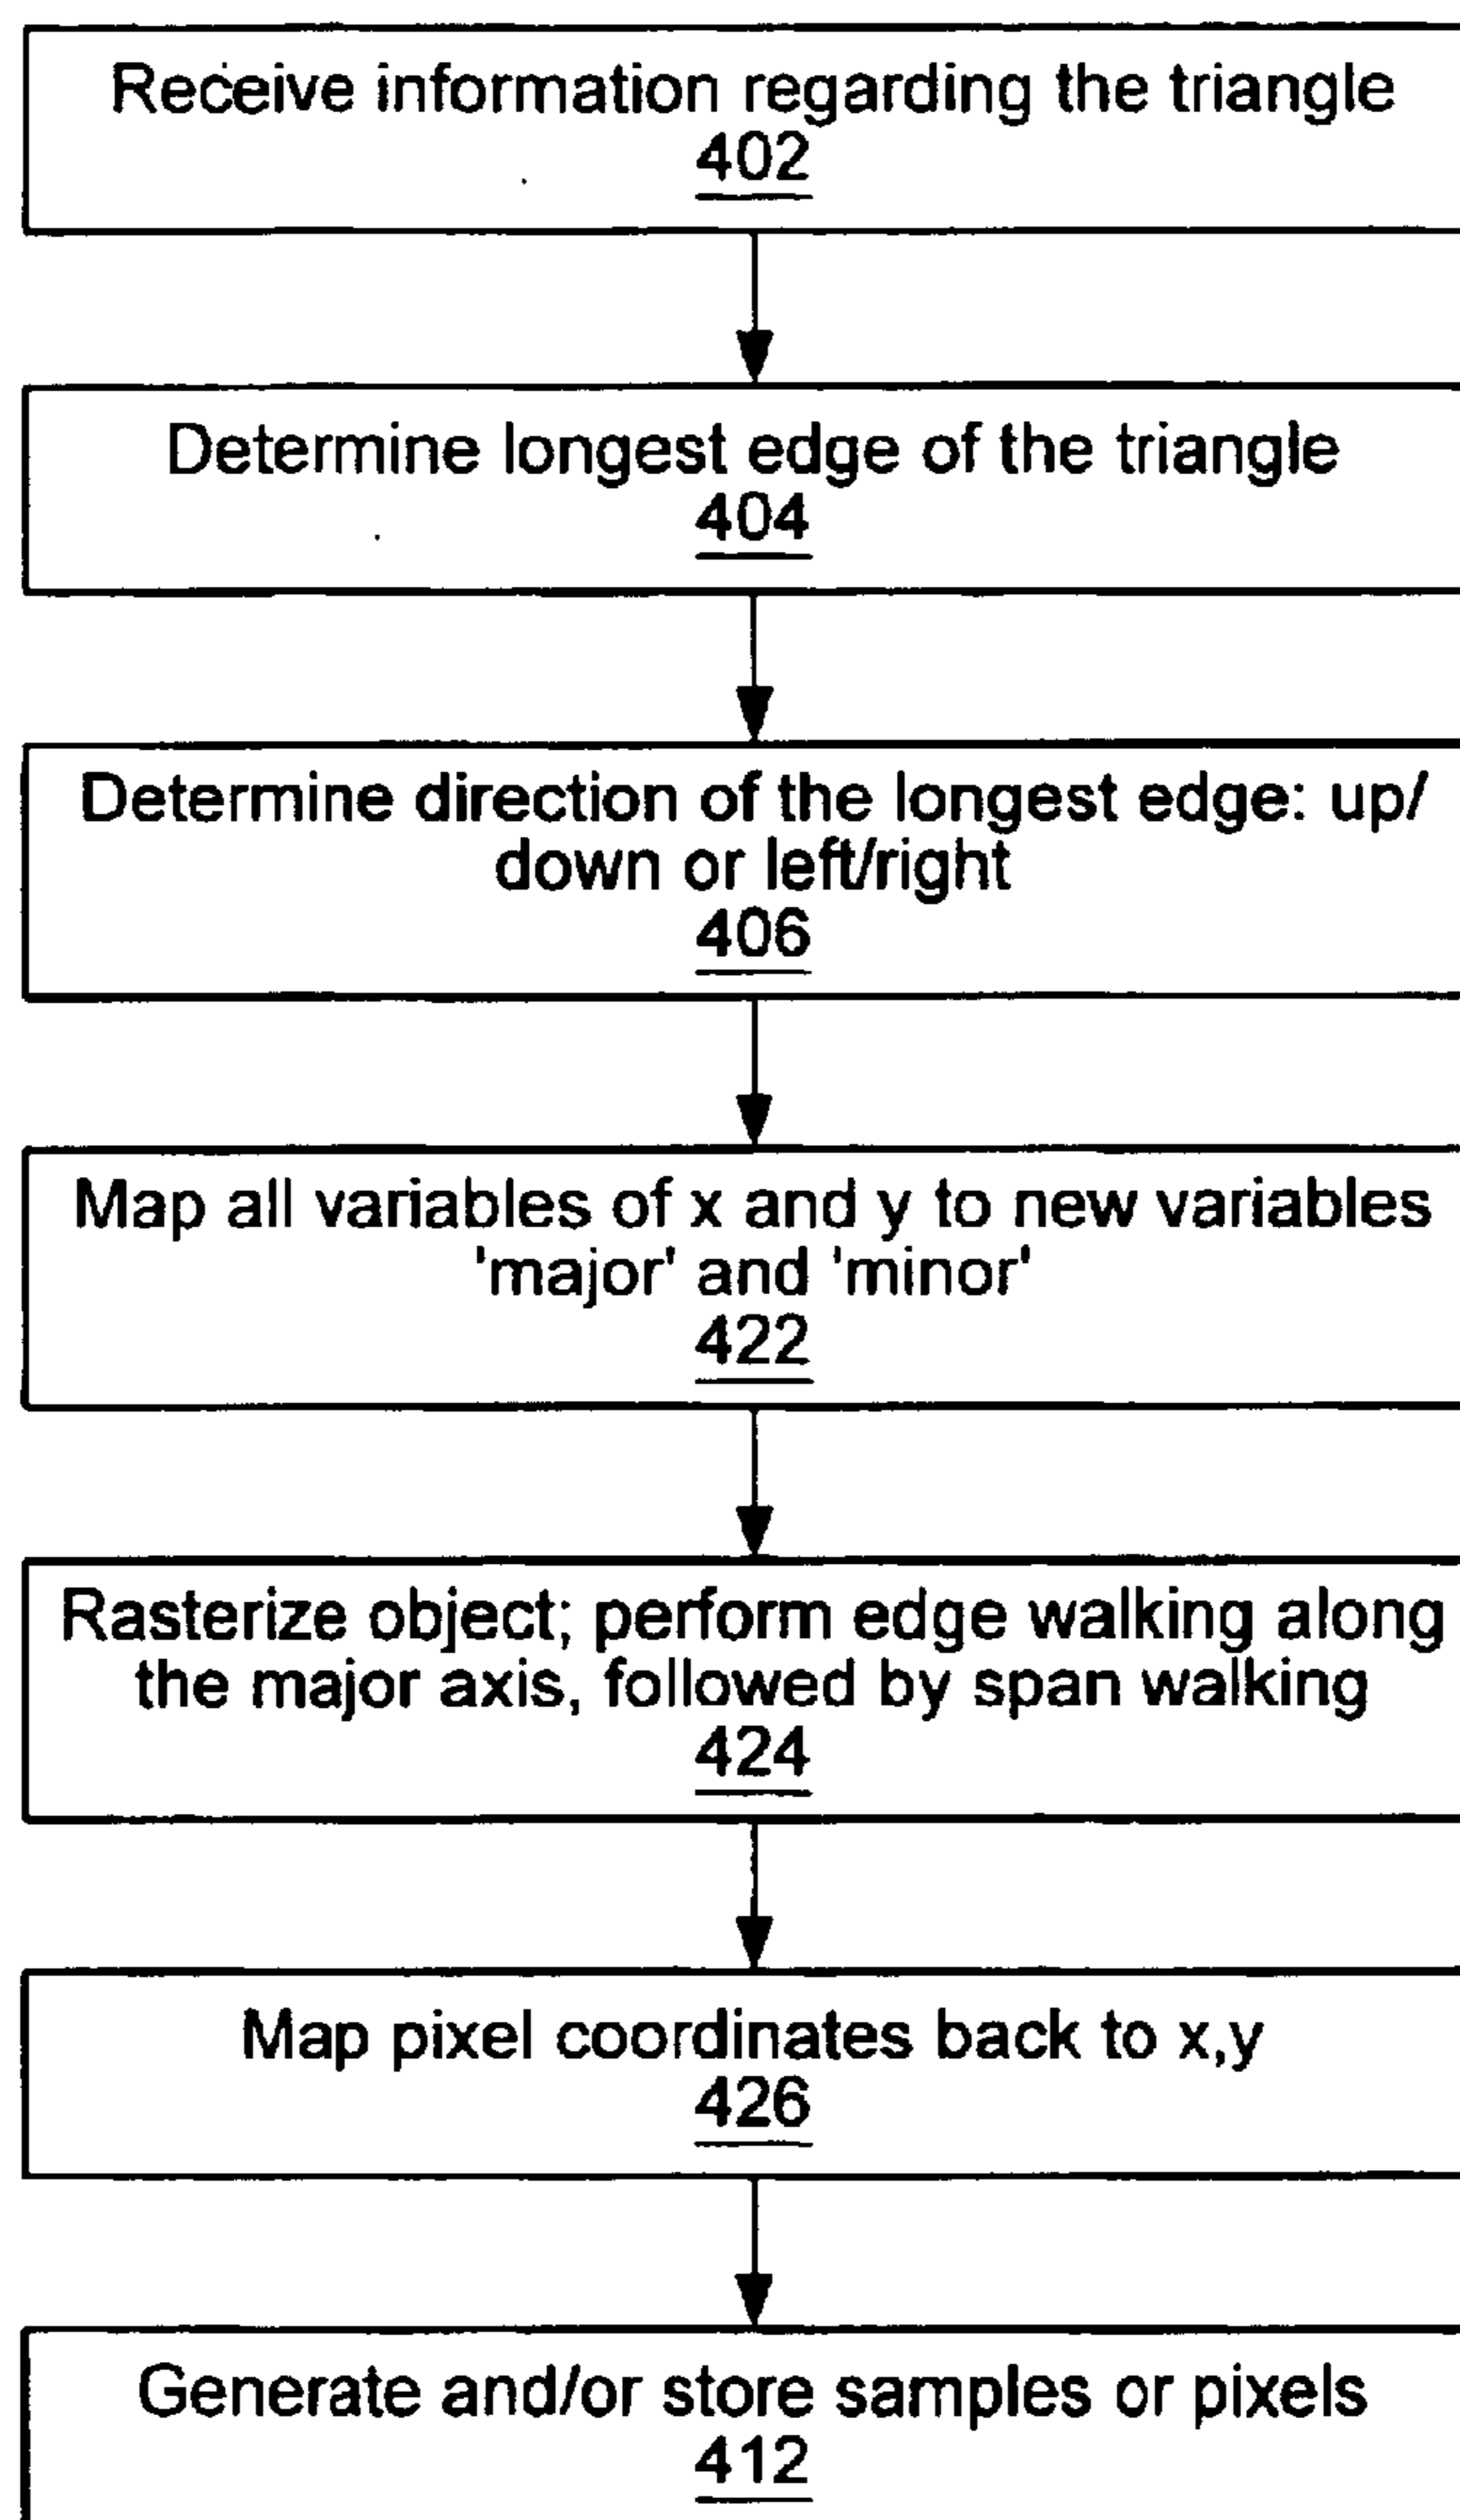 Receive information regarding the triangle
402
Determine longest edge of the triangle
404
Determine direction of the longest edge: up/
down or left/right
406
Map all variables of x and y to new variables
'major' and 'minor'
422
Rasterize object; perform edge walking along
the major axis, followed by span walking
424
Map pixel coordinates back to x,y
426
Generate and/or store samples or pixels
412